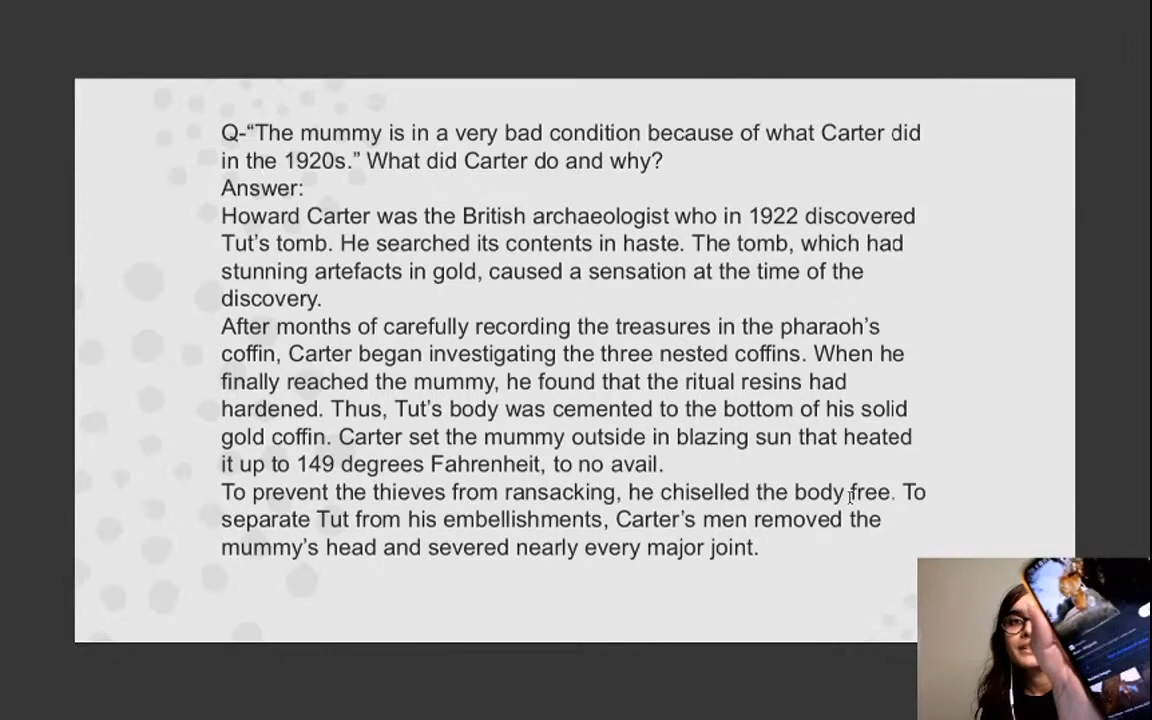 Q-“The mummy is in a very bad condition because of what Carter did
in the 1920s.” What did Carter do and why?
Answer:
Howard Carter was the British archaeologist who in 1922 discovered
Tut’s tomb. He searched its contents in haste. The tomb, which had
stunning artefacts in gold, caused a sensation at the time of the
discovery.
After months of carefully recording the treasures in the pharaoh’s
coffin, Carter began investigating the three nested coffins. When he
finally reached the mummy, he found that the ritual resins had
hardened. Thus, Tut’s body was cemented to the bottom of his solid
gold coffin. Carter set the mummy outside in blazing sun that heated
it up to 149 degrees Fahrenheit, to no avail.
To prevent the thieves from ransacking, he chiselled the body free. To
separate Tut from his embellishments, Carter’s men removed the
mummy’s head and severed nearly every major joint.